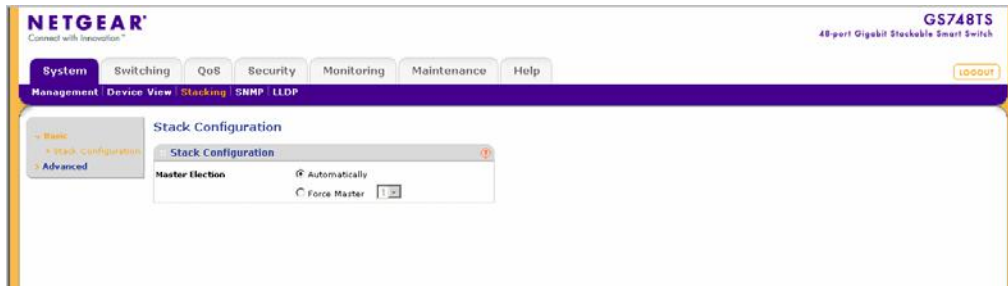 NETGEAR®
Connect with Innovation™
GS748TS
48-port Gigabit Stackable Smart Switch
System Switching QoS Security Monitoring Maintenance Help
LOGOUT
Management Device View Stacking SNMP LLDP
Basic
Stack Configuration
Advanced
Stack Configuration
Stack Configuration
Master Election Automatically
Force Master 1